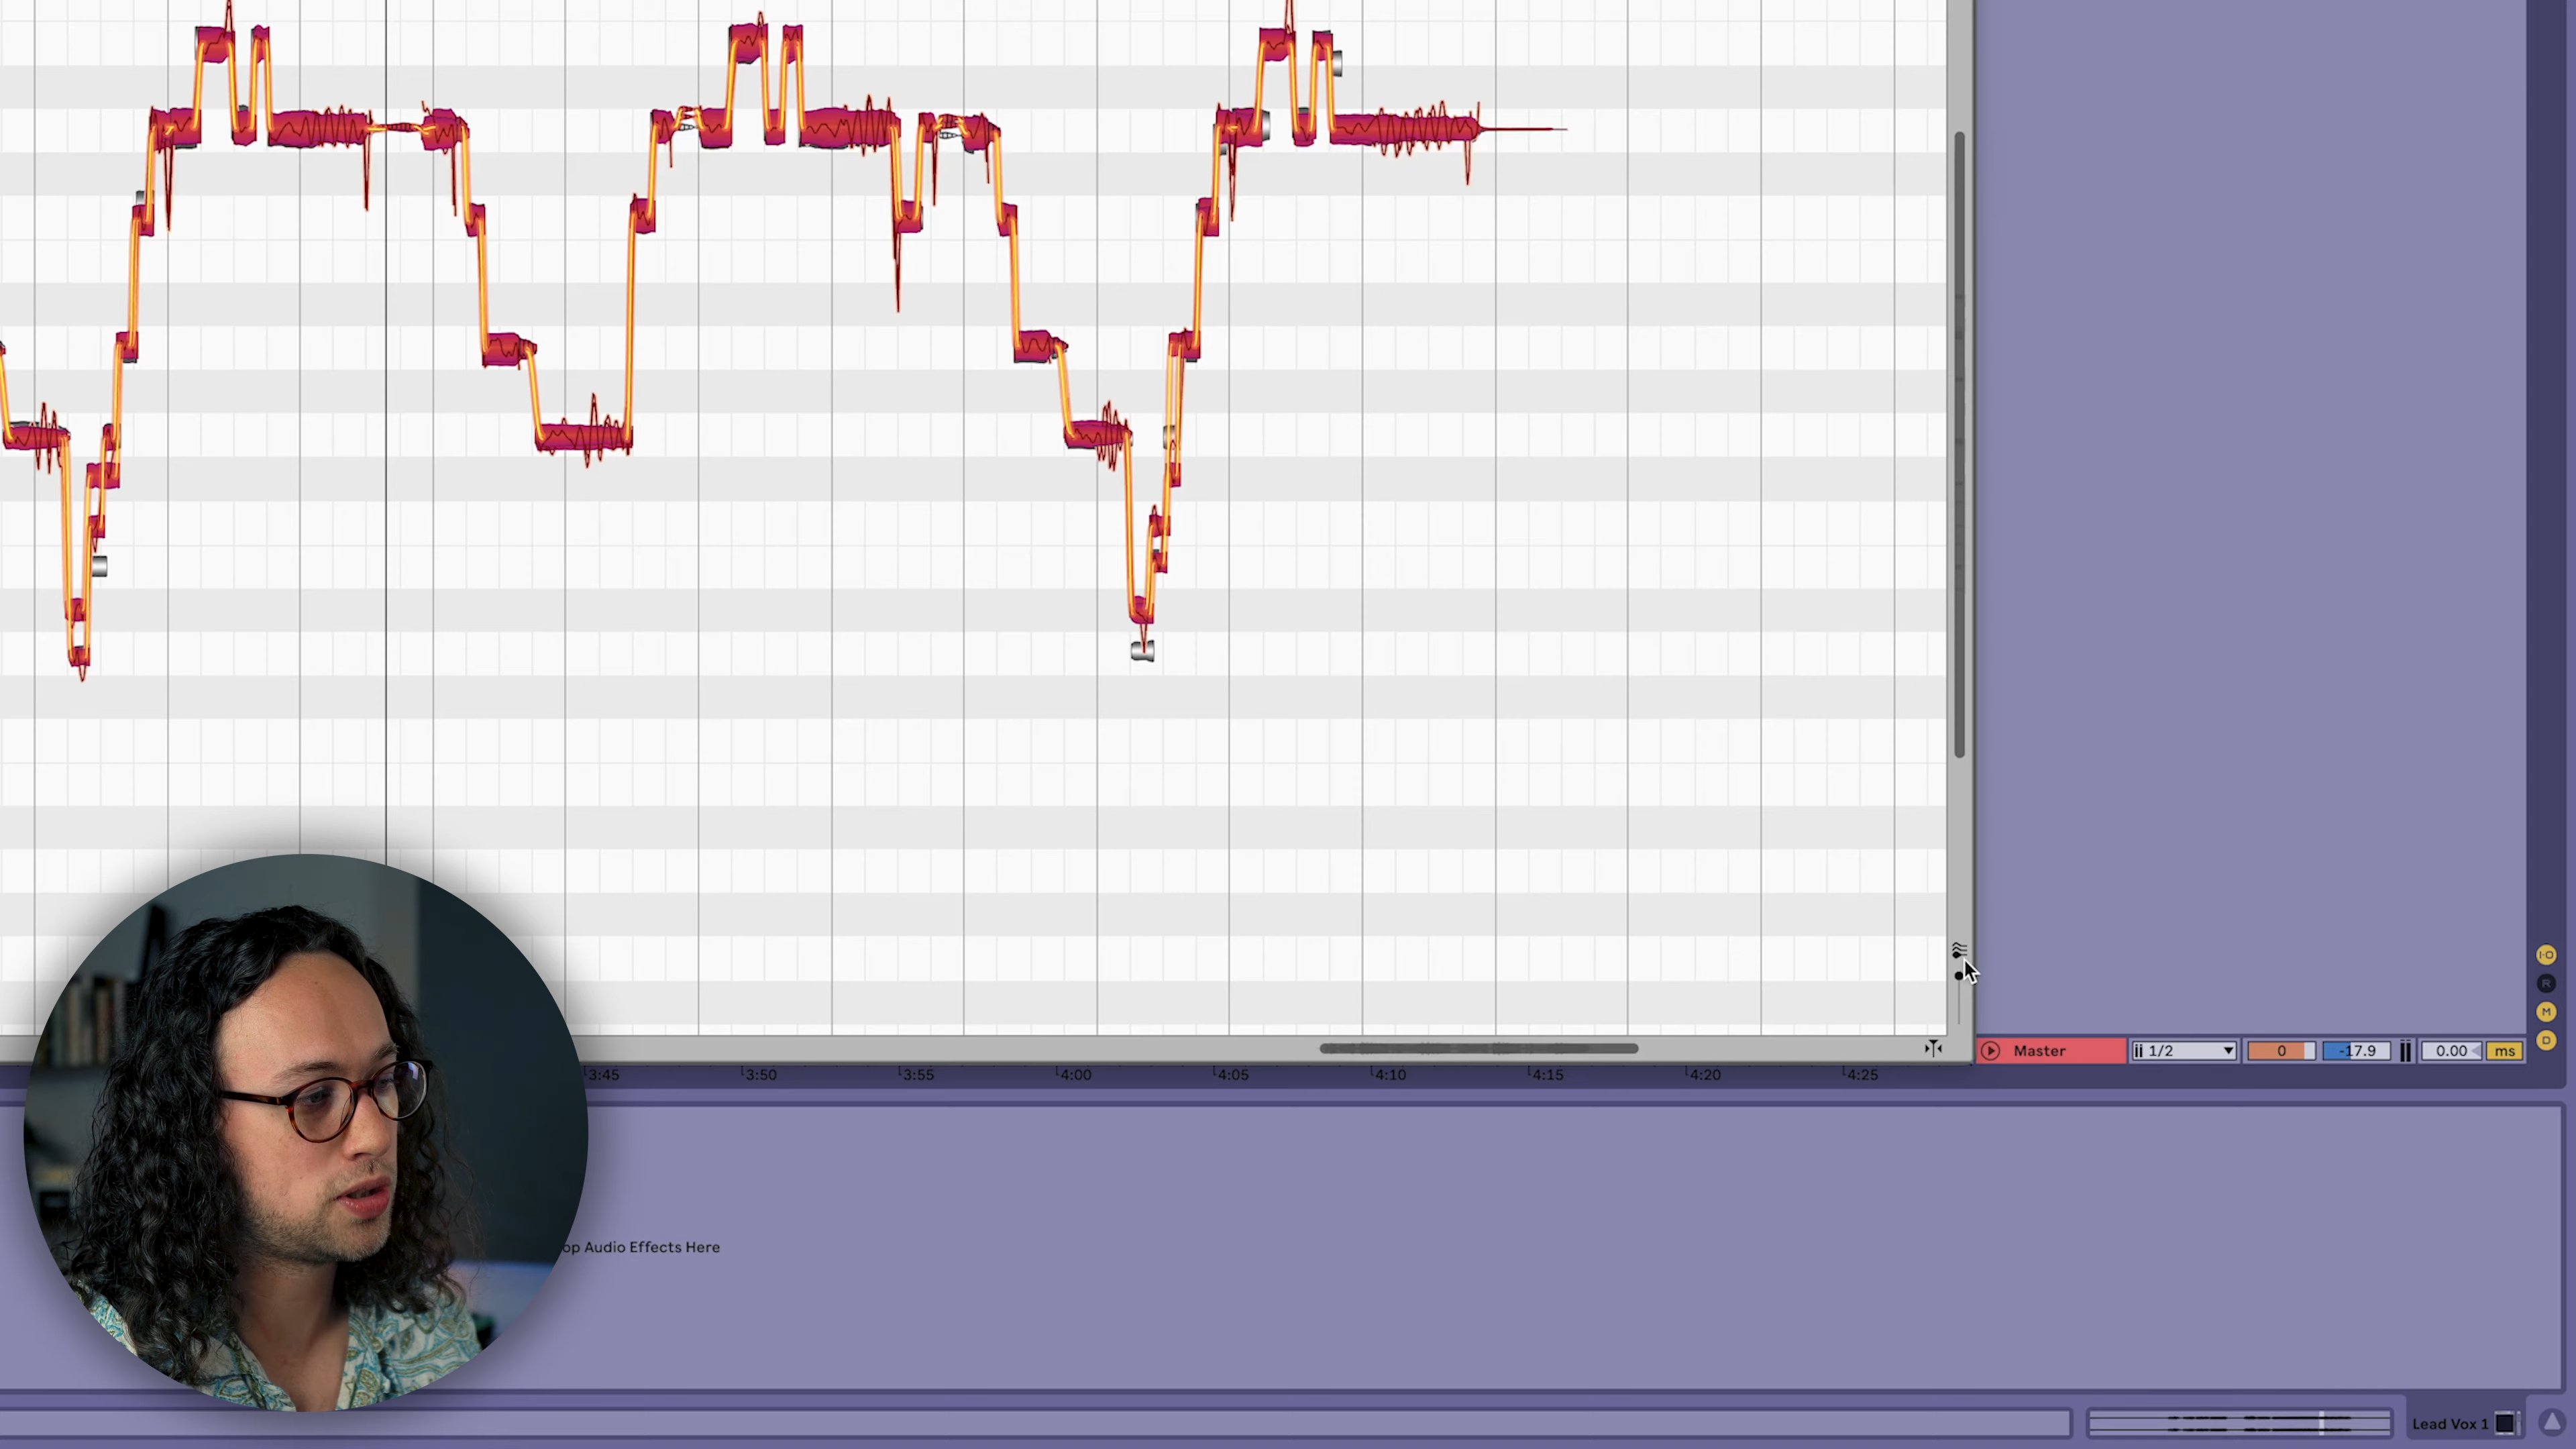 I·O
R
M
D
Master
1/2
0
-17.9
0.00
ms
3:45
3:50
3:55
4:00
4:05
4:10
4:15
4:20
4:25
op Audio Effects Here
Lead Vox 1